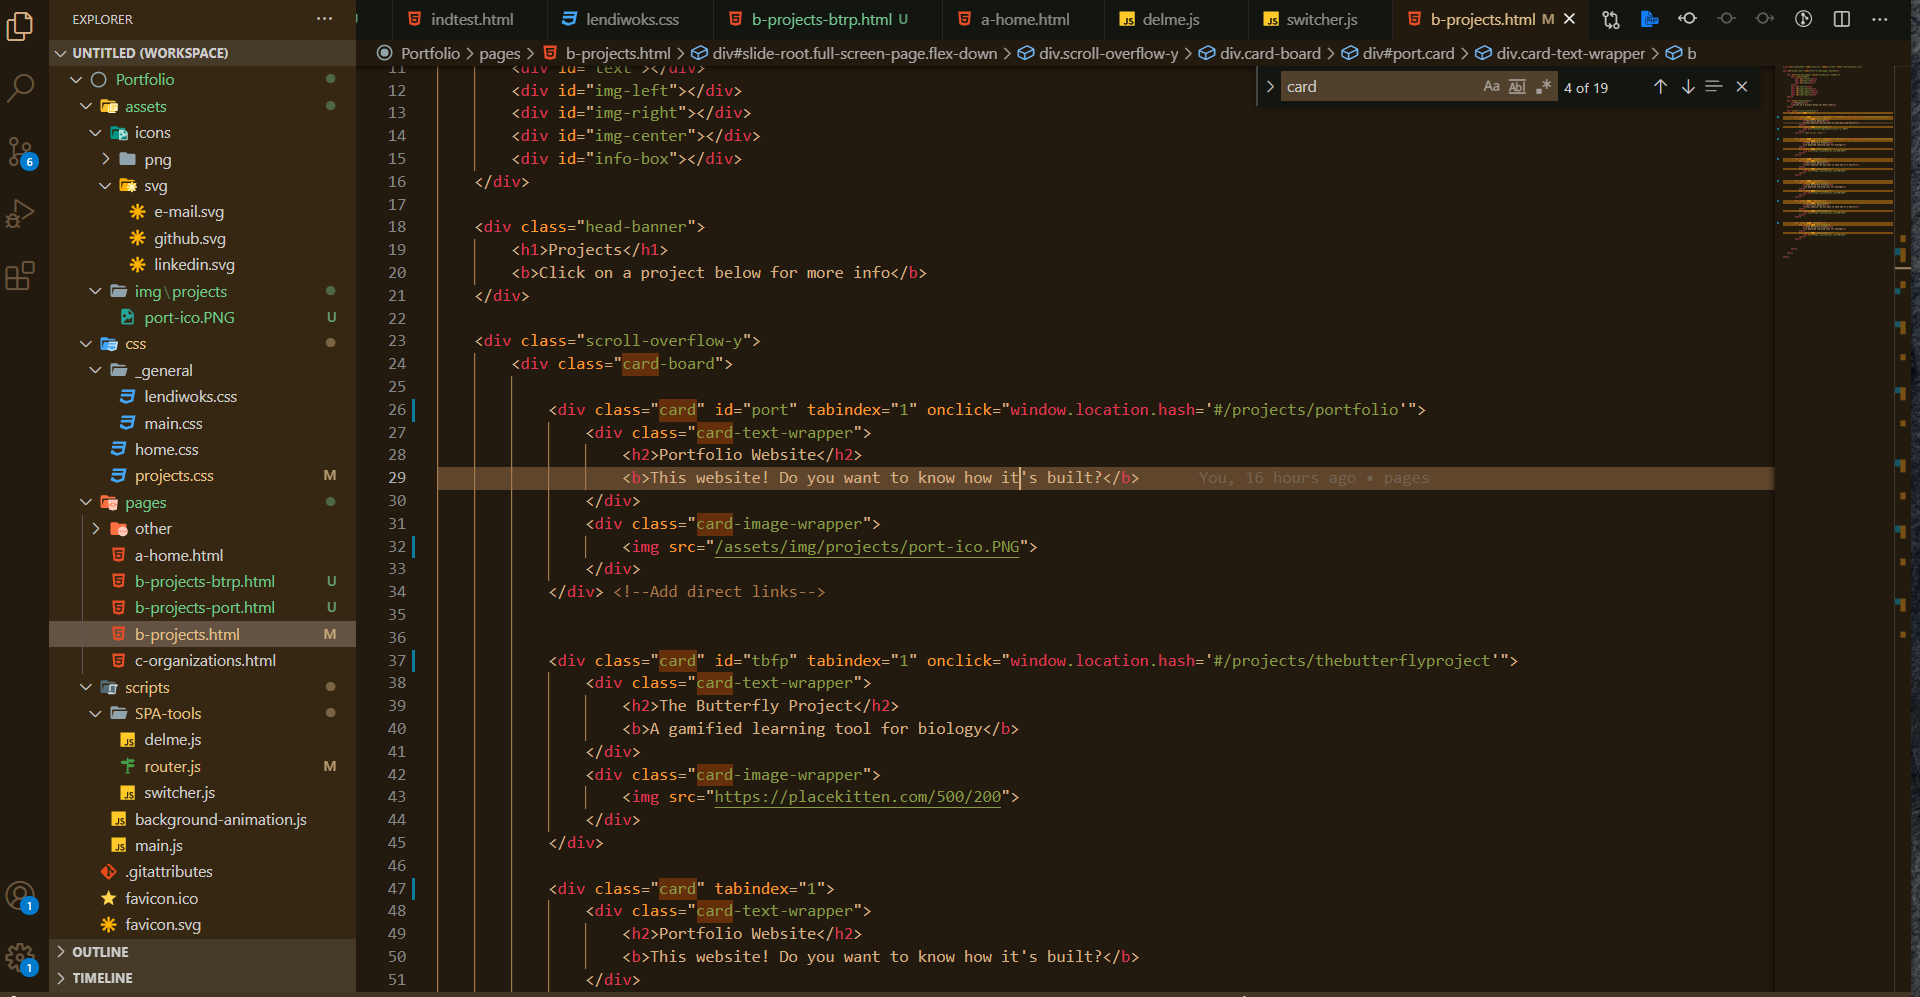 EXPLORER
UNTITLED (WORKSPACE)
Portfolio
assets
icons
png
svg
e-mail.svg
github.svg
linkedin.svg
img\projects
port-ico.PNG U
css
_general
lendiwoks.css
main.css
home.css
projects.css M
pages
other
a-home.html
b-projects-btrp.html U
b-projects-port.html U
b-projects.html M
c-organizations.html
scripts
SPA-tools
delme.js
router.js M
switcher.js
background-animation.js
main.js
.gitattributes
favicon.ico
favicon.svg
OUTLINE
TIMELINE
6
1
1
U indtest.html lendiwoks.css b-projects-btrp.html U a-home.html delme.js switcher.js b-projects.html M
Portfolio > pages > b-projects.html > div#slide-root.full-screen-page.flex-down > div.scroll-overflow-y > div.card-board > div#port.card > div.card-text-wrapper > b
card Aa Abl .* 4 of 19
11 <div id="text"></div>
12 <div id="img-left"></div>
13 <div id="img-right"></div>
14 <div id="img-center"></div>
15 <div id="info-box"></div>
16 </div>
17
18 <div class="head-banner">
19 <h1>Projects</h1>
20 <b>Click on a project below for more info</b>
21 </div>
22
23 <div class="scroll-overflow-y">
24 <div class="card-board">
25
26 <div class="card" id="port" tabindex="1" onclick="window.location.hash='#/projects/portfolio'">
27 <div class="card-text-wrapper">
28 <h2>Portfolio Website</h2>
29 <b>This website! Do you want to know how it's built?</b> You, 16 hours ago • pages
30 </div>
31 <div class="card-image-wrapper">
32 <img src="/assets/img/projects/port-ico.PNG">
33 </div>
34 </div> <!--Add direct links-->
35
36
37 <div class="card" id="tbfp" tabindex="1" onclick="window.location.hash='#/projects/thebutterflyproject'">
38 <div class="card-text-wrapper">
39 <h2>The Butterfly Project</h2>
40 <b>A gamified learning tool for biology</b>
41 </div>
42 <div class="card-image-wrapper">
43 <img src="https://placekitten.com/500/200">
44 </div>
45 </div>
46
47 <div class="card" tabindex="1">
48 <div class="card-text-wrapper">
49 <h2>Portfolio Website</h2>
50 <b>This website! Do you want to know how it's built?</b>
51 </div>